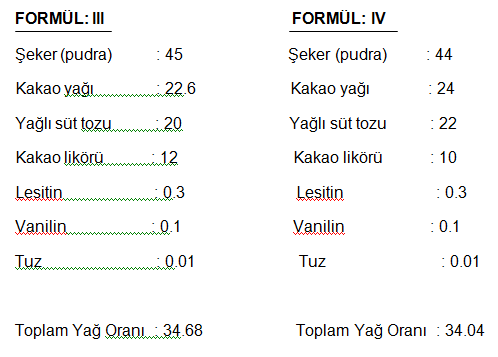 FORMÜL: III FORMÜL: IV
Şeker (pudra) : 45 Şeker (pudra) : 44
Kakao yağı : 22.6 Kakao yağı : 24
Yağlı süt tozu : 20 Yağlı süt tozu : 22
Kakao likörü : 12 Kakao likörü : 10
Lesitin : 0.3 Lesitin : 0.3
Vanilin : 0.1 Vanilin : 0.1
Tuz : 0.01 Tuz : 0.01
Toplam Yağ Oranı : 34.68 Toplam Yağ Oranı : 34.04